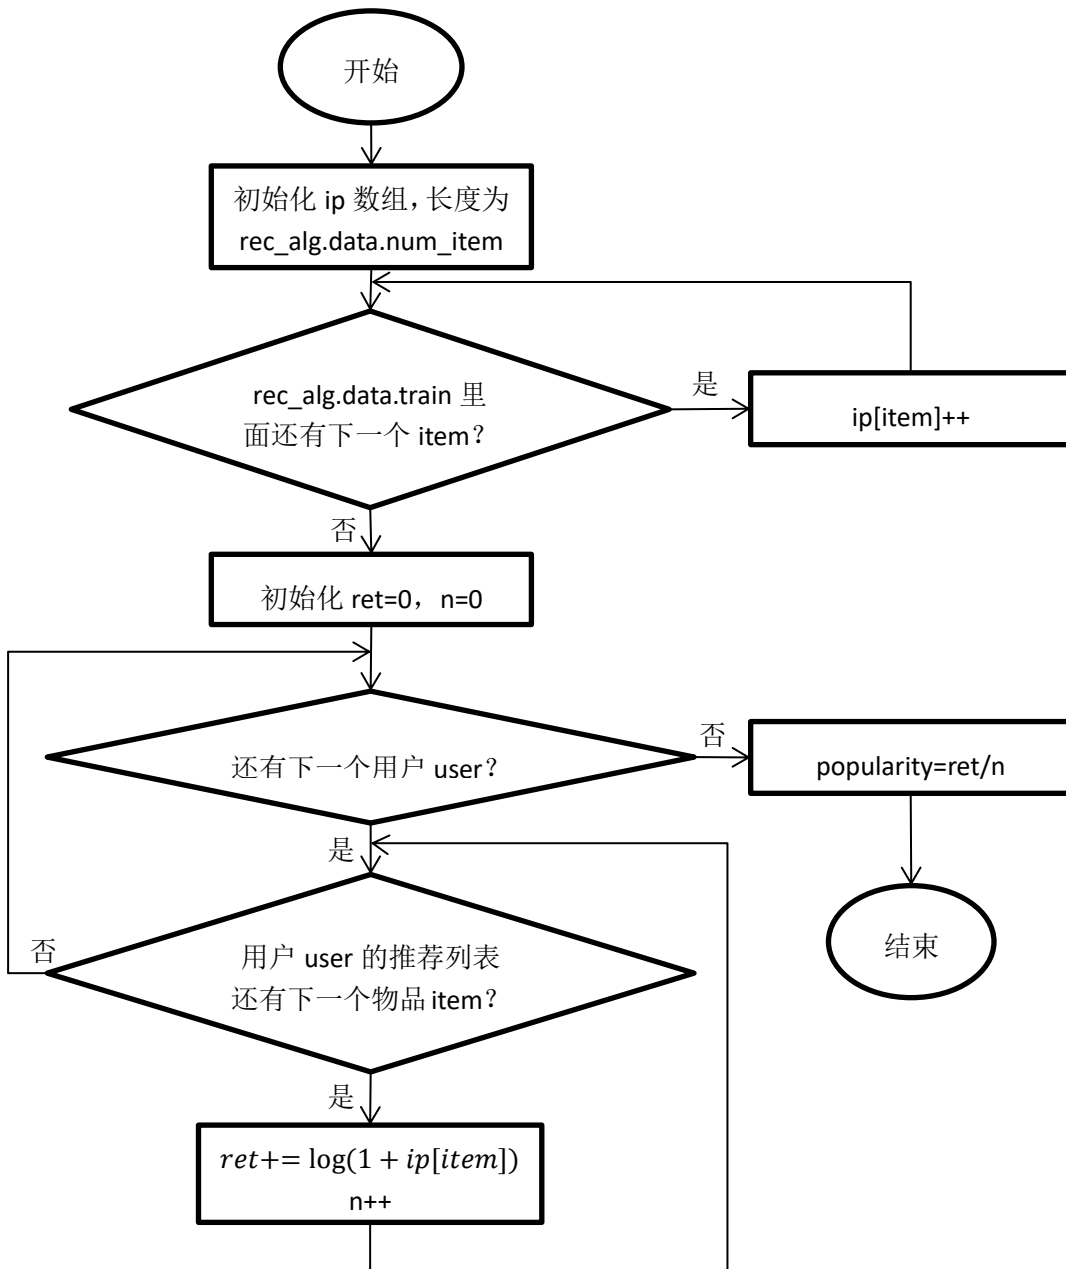 开始
初始化 ip 数组，长度为
rec_alg.data.num_item
rec_alg.data.train 里
面还有下一个 item？
是
ip[item]++
否
初始化 ret=0，n=0
还有下一个用户 user？
否
popularity=ret/n
是
结束
用户 user 的推荐列表
还有下一个物品 item？
否
是
ret+= log(1 + ip[item])
n++